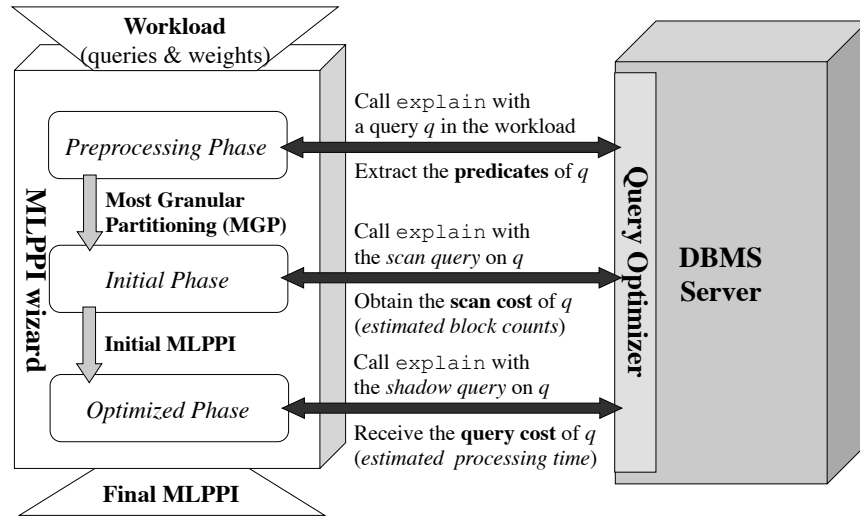 Workload
(queries & weights)
MLPPI wizard
Preprocessing Phase
Most Granular
Partitioning (MGP)
Initial Phase
Initial MLPPI
Optimized Phase
Final MLPPI
Call explain with
a query q in the workload
Extract the predicates of q
Call explain with
the scan query on q
Obtain the scan cost of q
(estimated block counts)
Call explain with
the shadow query on q
Receive the query cost of q
(estimated processing time)
Query Optimizer
DBMS
Server